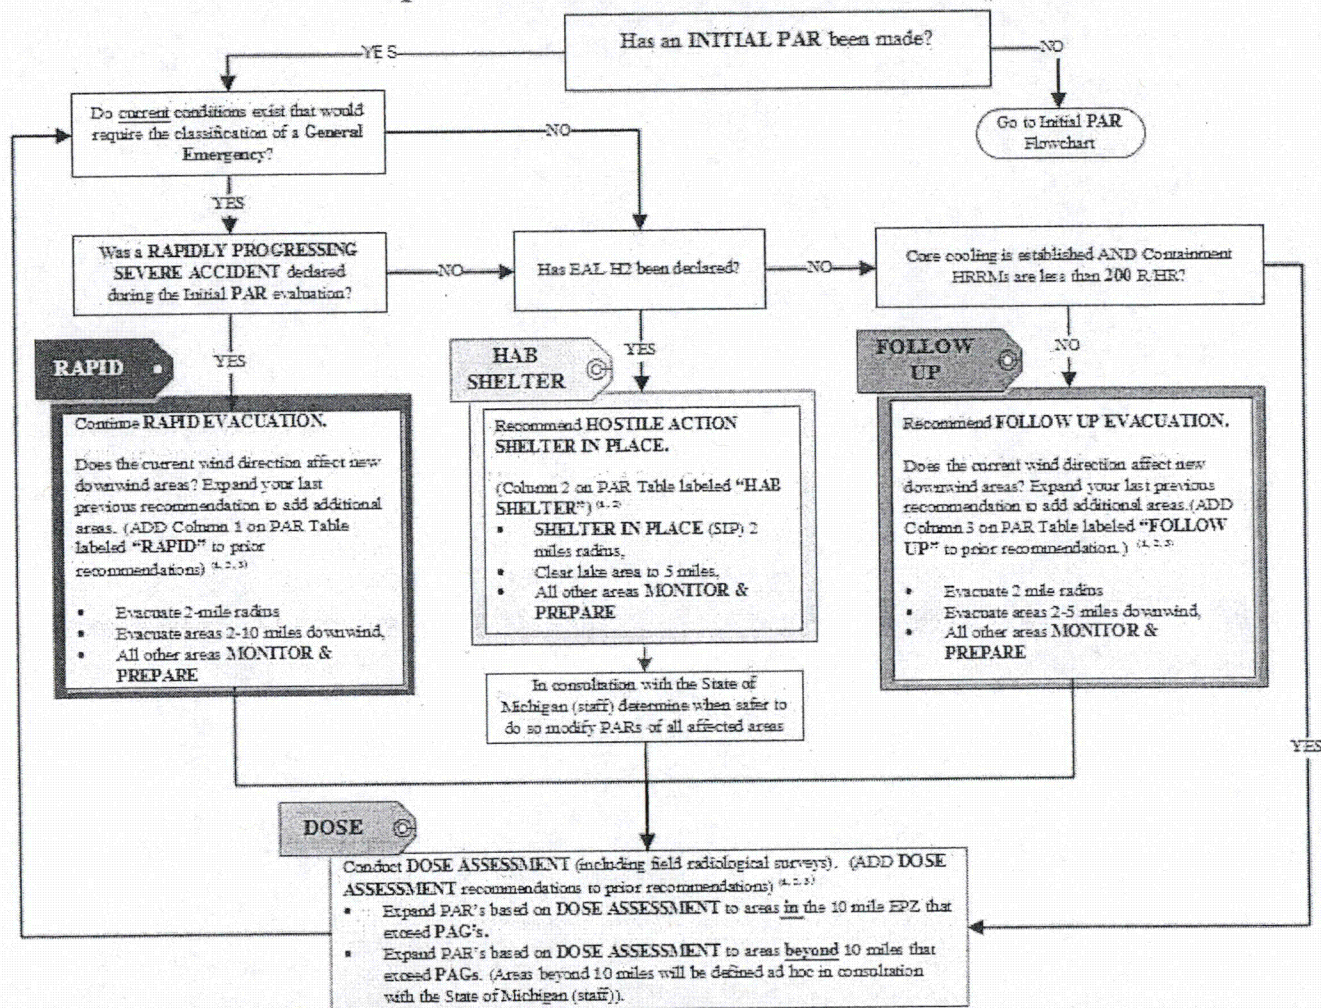 Has an INITIAL PAR been made?
YES
NO
Do current conditions exist that would
require the classification of a General
Emergency?
NO
Go to Initial PAR
Flowchart
YES
Was a RAPIDLY PROGRESSING
SEVERE ACCIDENT declared
during the Initial PAR evaluation?
NO
Has EAL H2 been declared?
NO
Core cooling is established AND Containment
HRRMs are less than 200 R/HR?
RAPID
YES
HAB
SHELTER
YES
FOLLOW
UP
NO
Continue RAPID EVACUATION.
Does the current wind direction affect new
downwind areas? Expand your last
previous recommendation to add additional
areas. (ADD Column 1 on PAR Table
labeled “RAPID” to prior
recommendations) (1, 2, 3)
• Evacuate 2-mile radius
• Evacuate areas 2-10 miles downwind,
• All other areas MONITOR &
PREPARE
Recommend HOSTILE ACTION
SHELTER IN PLACE.
(Column 2 on PAR Table labeled “HAB
SHELTER”) (1, 2)
• SHELTER IN PLACE (SIP) 2
miles radius,
• Clear lake area to 5 miles,
• All other areas MONITOR &
PREPARE
Recommend FOLLOW UP EVACUATION.
Does the current wind direction affect new
downwind areas? Expand your last previous
recommendation to add additional areas.(ADD
Column 3 on PAR Table labeled “FOLLOW
UP” to prior recommendation.) (1, 2, 3)
• Evacuate 2 mile radius
• Evacuate areas 2-5 miles downwind,
• All other areas MONITOR &
PREPARE
In consultation with the State of
Michigan (staff) determine when safer to
do so modify PARs of all affected areas
YES
DOSE
Conduct DOSE ASSESSMENT (including field radiological surveys). (ADD DOSE
ASSESSMENT recommendations to prior recommendations) (1, 2, 3)
• Expand PAR's based on DOSE ASSESSMENT to areas in the 10 mile EPZ that
exceed PAG's.
• Expand PAR's based on DOSE ASSESSMENT to areas beyond 10 miles that
exceed PAGs. (Areas beyond 10 miles will be defined ad hoc in consultation
with the State of Michigan (staff)).